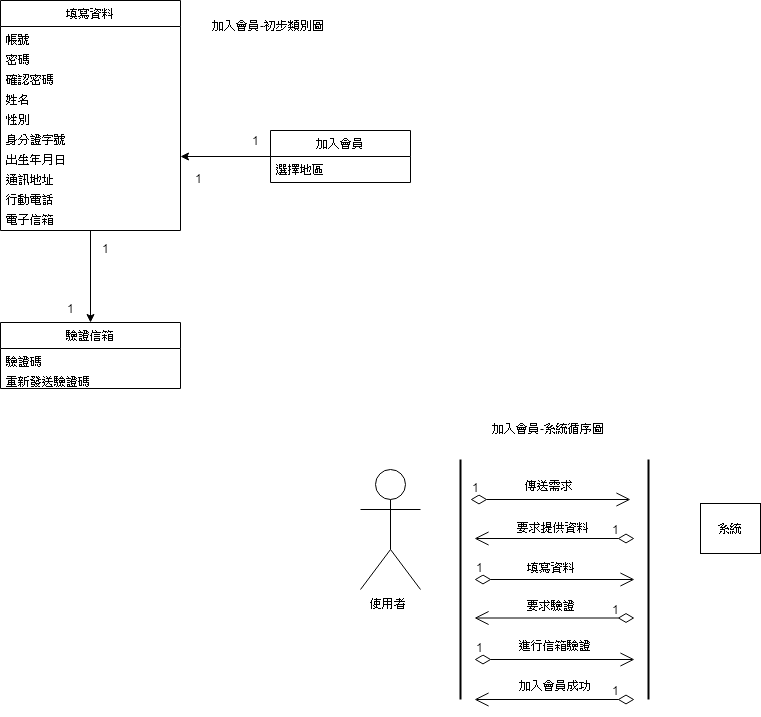 填寫資料
帳號
密碼
確認密碼
姓名
性別
身分證字號
出生年月日
通訊地址
行動電話
電子信箱
加入會員-初步類別圖
1
加入會員
選擇地區
1
1
1
驗證信箱
驗證碼
重新發送驗證碼
加入會員-系統循序圖
使用者
1
傳送需求
要求提供資料
1
1
填寫資料
要求驗證
1
1
進行信箱驗證
加入會員成功
1
系統